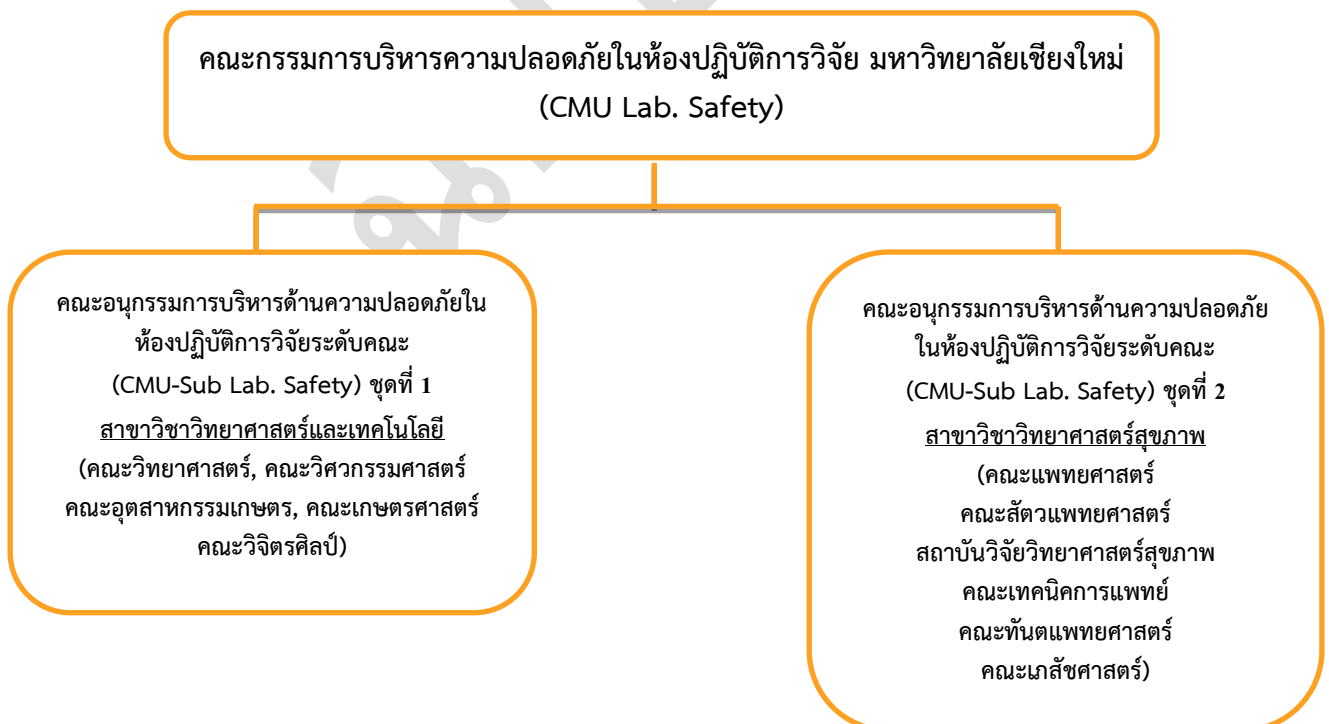 คณะกรรมการบริหารความปลอดภัยในห้องปฏิบัติการวิจัย มหาวิทยาลัยเชียงใหม่
(CMU Lab. Safety)
คณะอนุกรรมการบริหารด้านความปลอดภัยใน
ห้องปฏิบัติการวิจัยระดับคณะ
(CMU-Sub Lab. Safety) ชุดที่ 1
สาขาวิชาวิทยาศาสตร์และเทคโนโลยี
(คณะวิทยาศาสตร์, คณะวิศวกรรมศาสตร์
คณะอุตสาหกรรมเกษตร, คณะเกษตรศาสตร์
คณะวิจิตรศิลป์)
คณะอนุกรรมการบริหารด้านความปลอดภัย
ในห้องปฏิบัติการวิจัยระดับคณะ
(CMU-Sub Lab. Safety) ชุดที่ 2
สาขาวิชาวิทยาศาสตร์สุขภาพ
(คณะแพทยศาสตร์
คณะสัตวแพทยศาสตร์
สถาบันวิจัยวิทยาศาสตร์สุขภาพ
คณะเทคนิคการแพทย์
คณะทันตแพทยศาสตร์
คณะเภสัชศาสตร์)